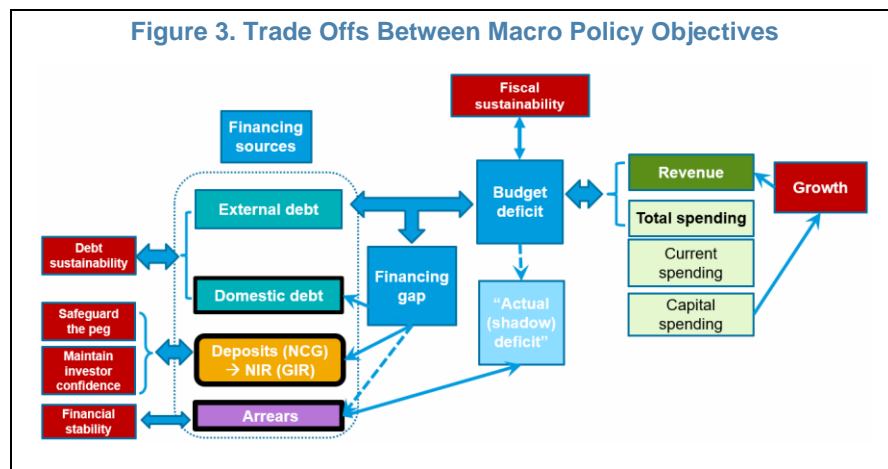 Figure 3. Trade Offs Between Macro Policy Objectives
Fiscal
sustainability
Financing
sources
Budget
deficit
Revenue
Growth
External debt
Total spending
Debt
sustainability
Financing
gap
Current
spending
Domestic debt
"Actual
(shadow)
deficit"
Safeguard
the peg
Capital
spending
Deposits (NCG)
→ NIR (GIR)
Maintain
investor
confidence
Financial
stability
Arrears